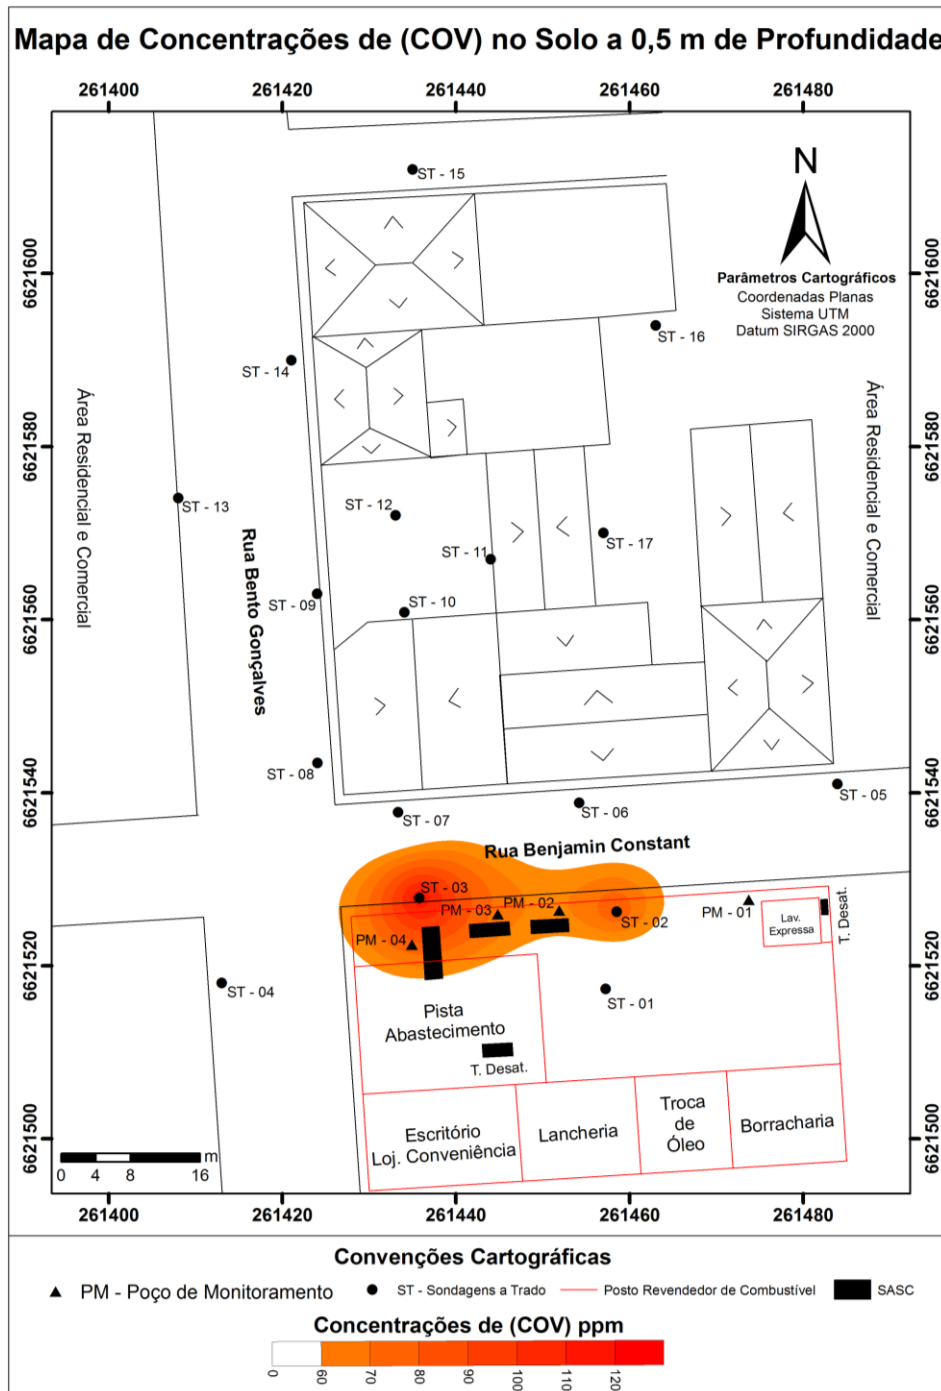 Mapa de Concentrações de (COV) no Solo a 0,5 m de Profundidade
261400 261420 261440 261460 261480
ST - 15
N
Parâmetros Cartográficos
Coordenadas Planas
Sistema UTM
Datum SIRGAS 2000
6621600
6621600
ST - 16
ST - 14
Área Residencial e Comercial
Área Residencial e Comercial
6621580
6621580
ST - 13
ST - 12
ST - 11
ST - 17
Rua Bento Gonçalves
ST - 09
ST - 10
6621560
6621560
ST - 08
6621540
6621540
ST - 05
ST - 07
ST - 06
Rua Benjamin Constant
ST - 03
PM - 03
PM - 02
ST - 02
PM - 01
Lav.
Expressa
T. Desat.
PM - 04
6621520
6621520
ST - 04
ST - 01
Pista
Abastecimento
T. Desat.
Escritório
Loj. Conveniência
Lancheria
Troca
de
Óleo
Borracharia
6621500
6621500
m
0 4 8 16
261400 261420 261440 261460 261480
Convenções Cartográficas
PM - Poço de Monitoramento ST - Sondagens a Trado Posto Revendedor de Combustível SASC
Concentrações de (COV) ppm
0 60 70 80 90 100 110 120